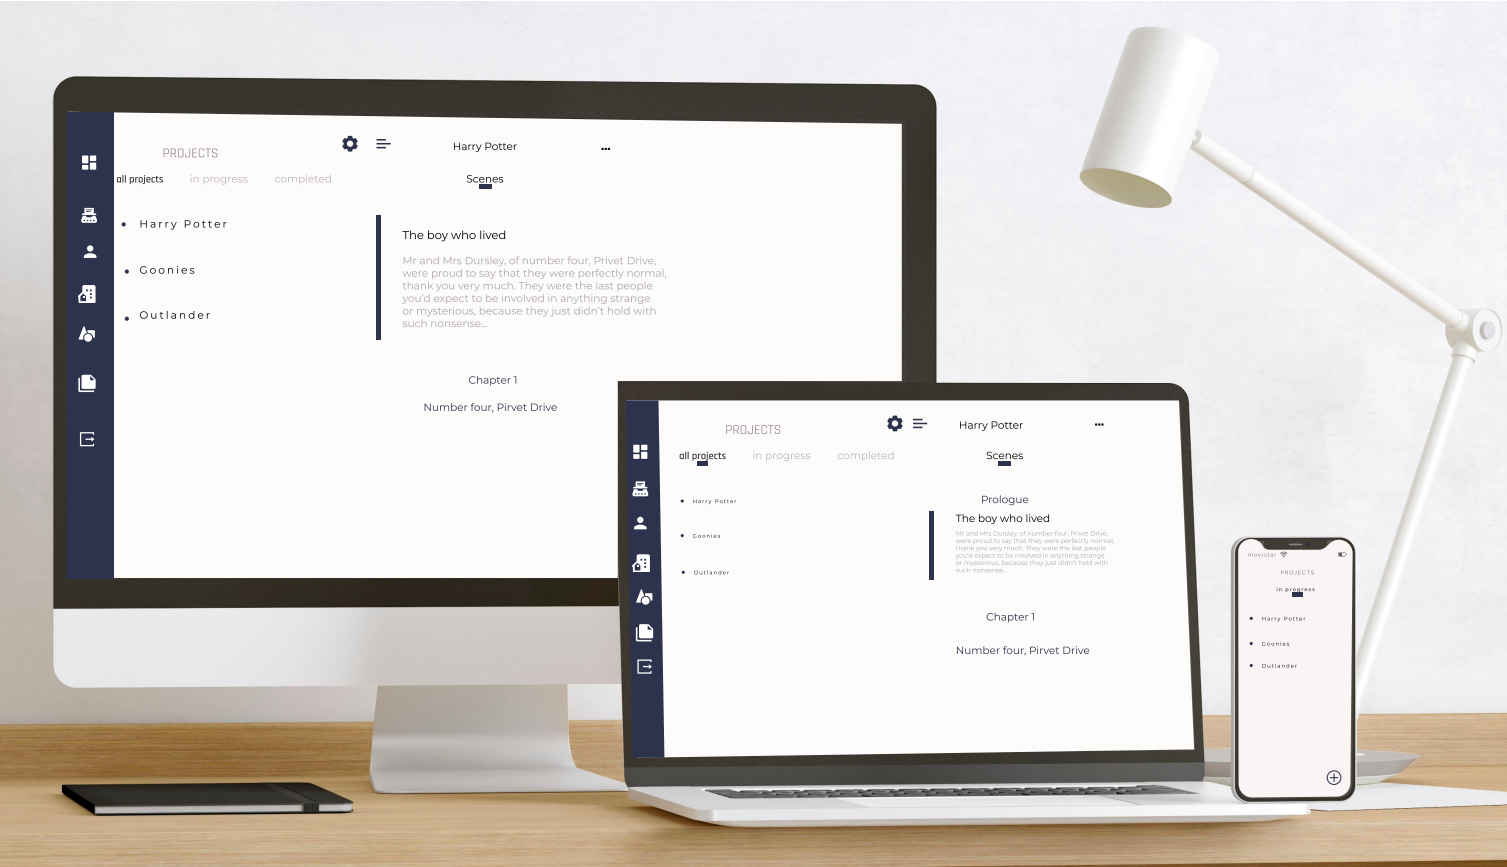 PROJECTS
all projects in progress completed
Harry Potter
Goonies
Outlander
Harry Potter
Scenes
The boy who lived
Mr and Mrs Dursley, of number four, Privet Drive,
were proud to say that they were perfectly normal,
thank you very much. They were the last people
you'd expect to be involved in anything strange
or mysterious, because they just didn't hold with
such nonsense...
Chapter 1
Number four, Pirvet Drive
PROJECTS
all projects in progress completed
Harry Potter
Goonies
Outlander
Harry Potter
Scenes
Prologue
The boy who lived
Mr and Mrs Dursley, of number four, Privet Drive,
were proud to say that they were perfectly normal,
thank you very much. They were the last people
you'd expect to be involved in anything strange
or mysterious, because they just didn't hold with
such nonsense...
Chapter 1
Number four, Pirvet Drive
movistar
PROJECTS
in progress
Harry Potter
Goonies
Outlander